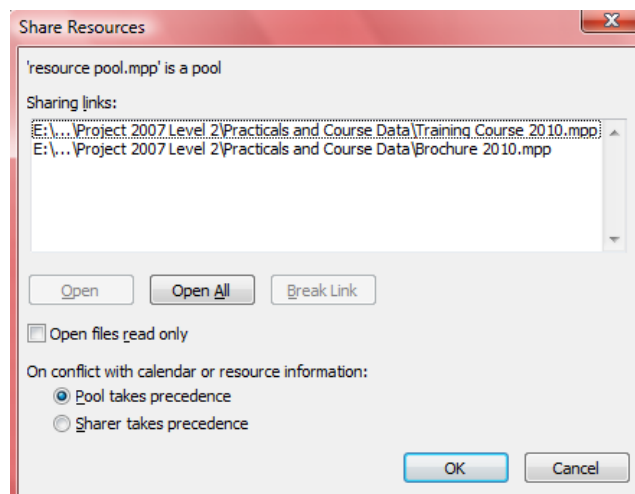 Share Resources
'resource pool.mpp' is a pool
Sharing links:
E:\...\Project 2007 Level 2\Practicals and Course Data\Training Course 2010.mpp
E:\...\Project 2007 Level 2\Practicals and Course Data\Brochure 2010.mpp
Open Open All Break Link
Open files read only
On conflict with calendar or resource information:
Pool takes precedence
Sharer takes precedence
OK Cancel